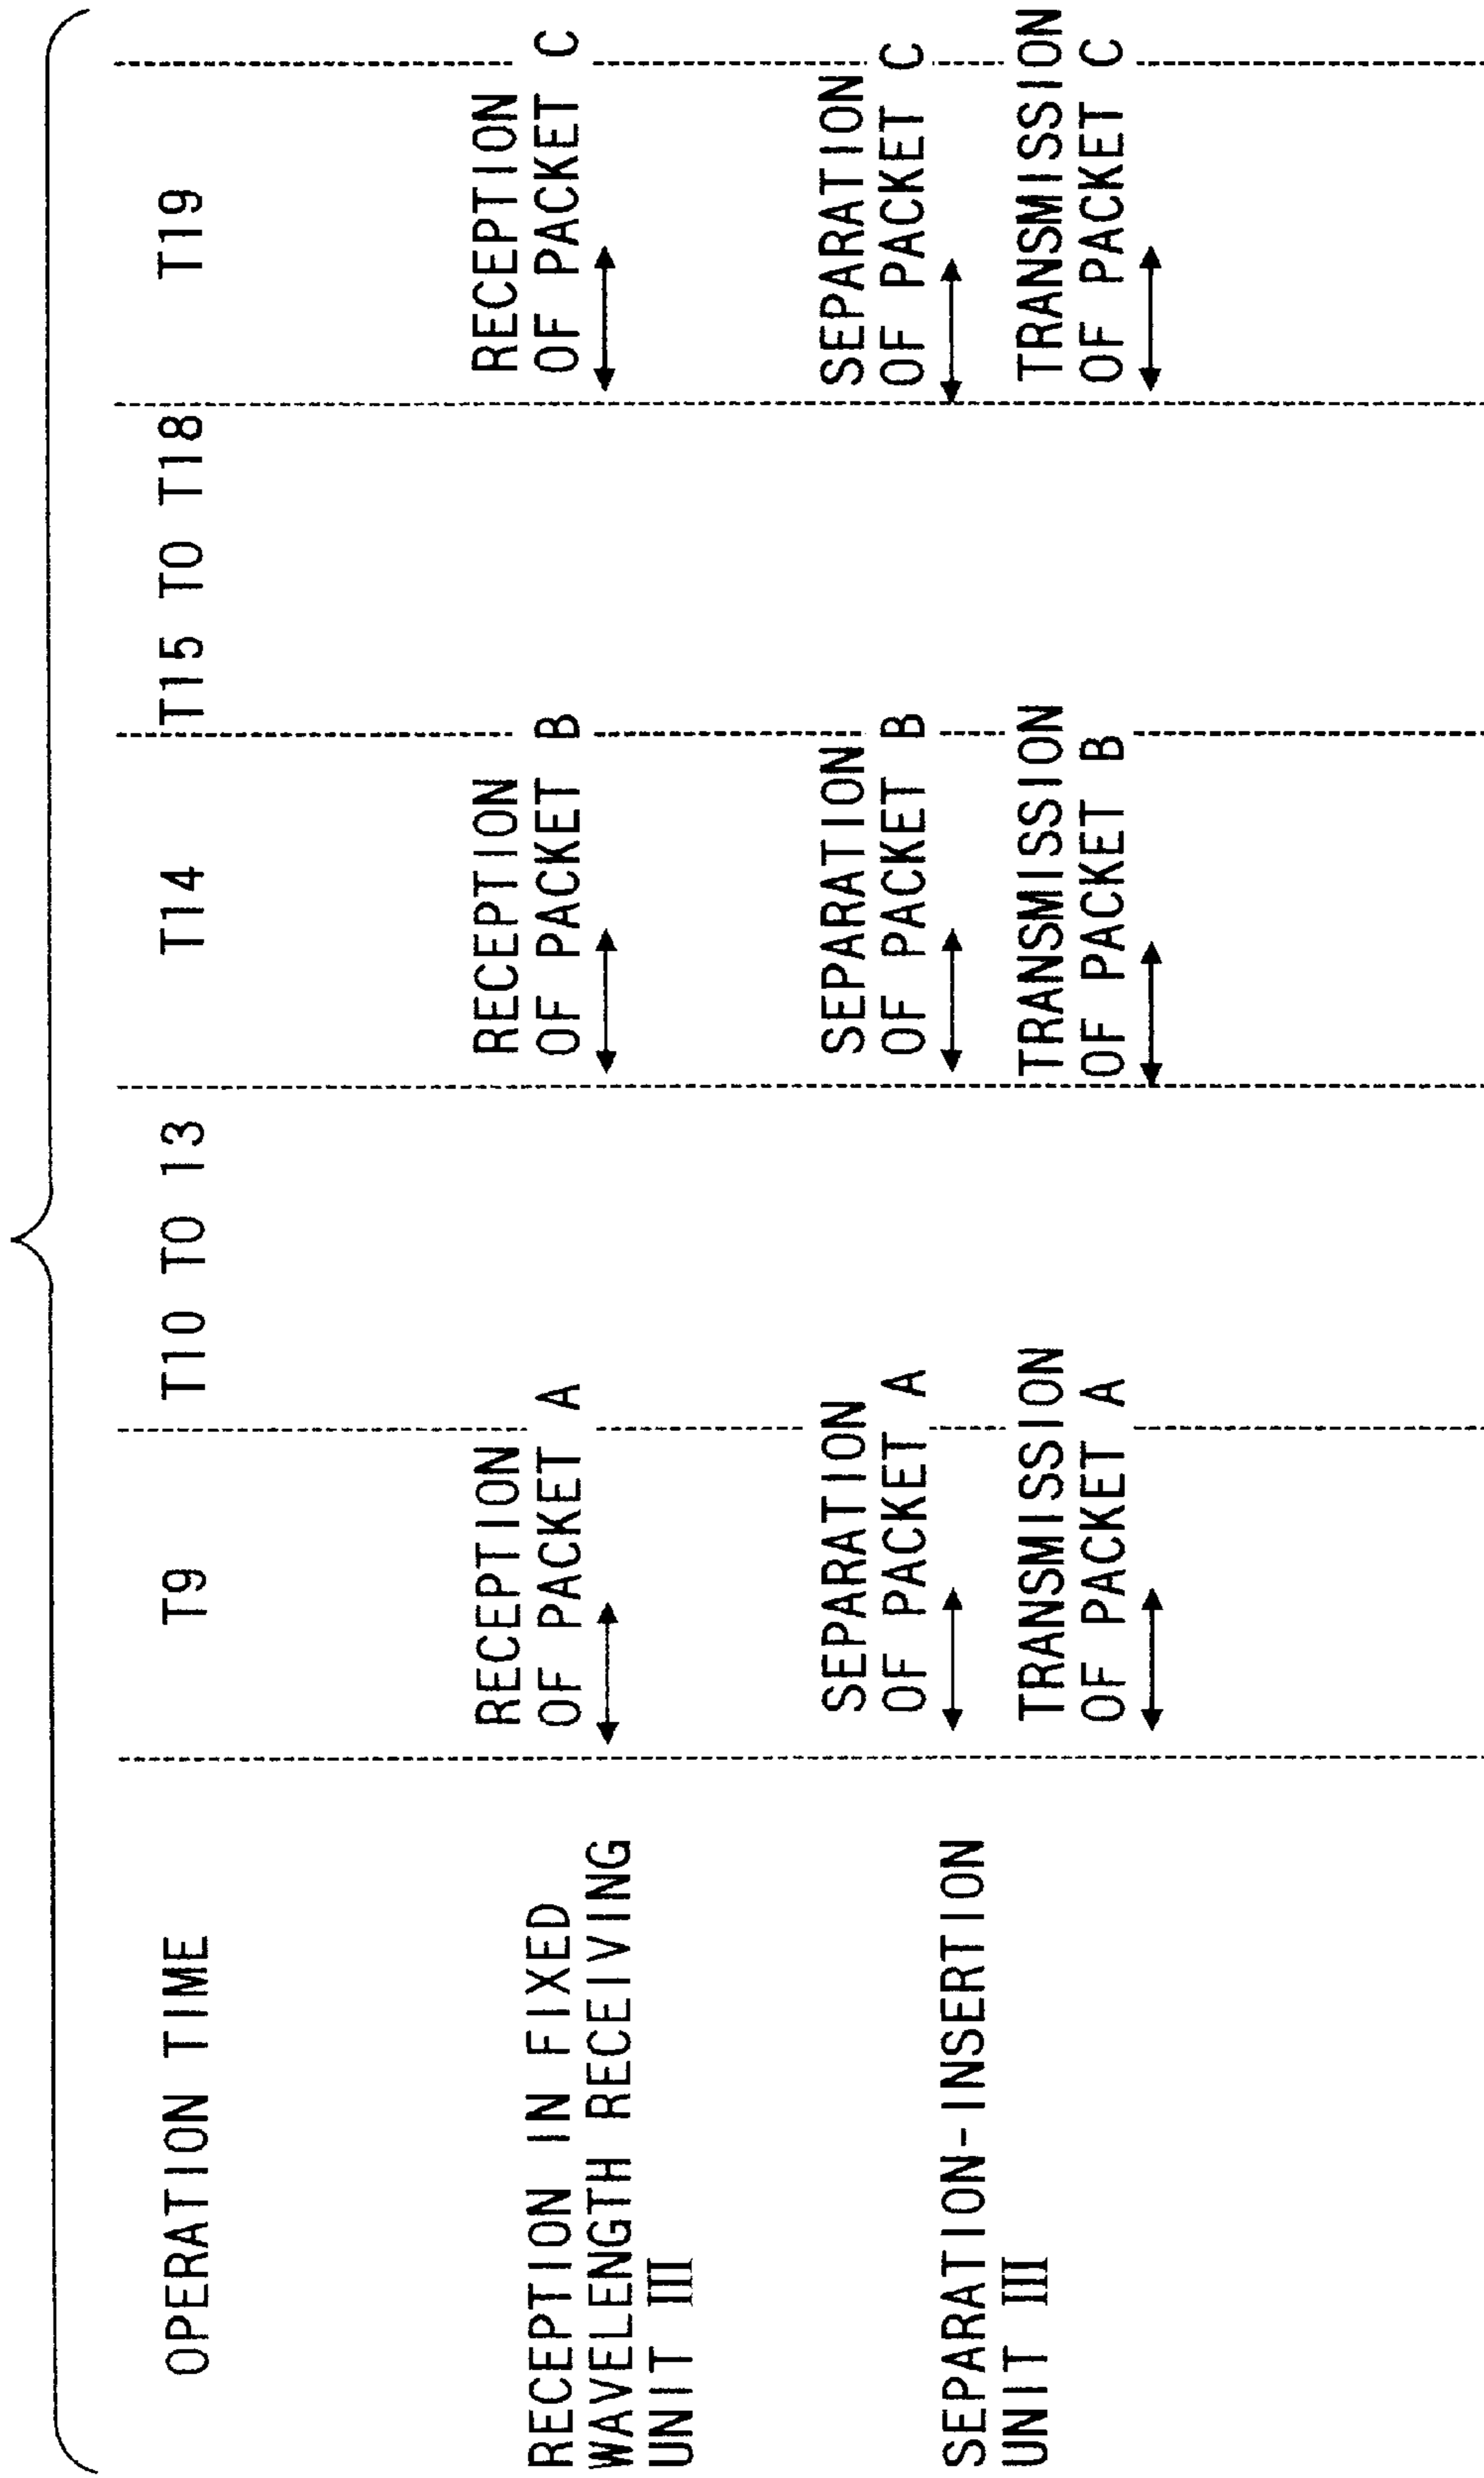 OPERATION TIME
T9
T10 TO 13
T14
T15 TO T18
T19
RECEPTION IN FIXED
WAVELENGTH RECEIVING
UNIT III
RECEPTION
OF PACKET A
RECEPTION
OF PACKET B
RECEPTION
OF PACKET C
SEPARATION-INSERTION
UNIT III
SEPARATION
OF PACKET A
SEPARATION
OF PACKET B
SEPARATION
OF PACKET C
TRANSMISSION
OF PACKET A
TRANSMISSION
OF PACKET B
TRANSMISSION
OF PACKET C